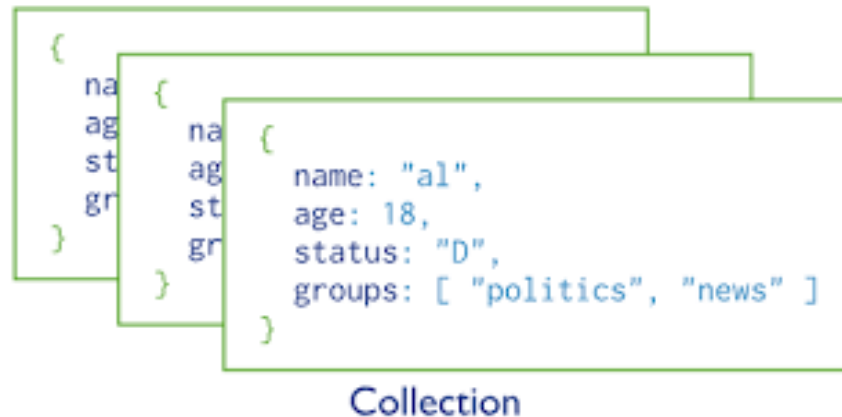 {
na
ag
st
gr
}
{
na
ag
st
gr
}
{
name: "al",
age: 18,
status: "D",
groups: [ "politics", "news" ]
}
Collection